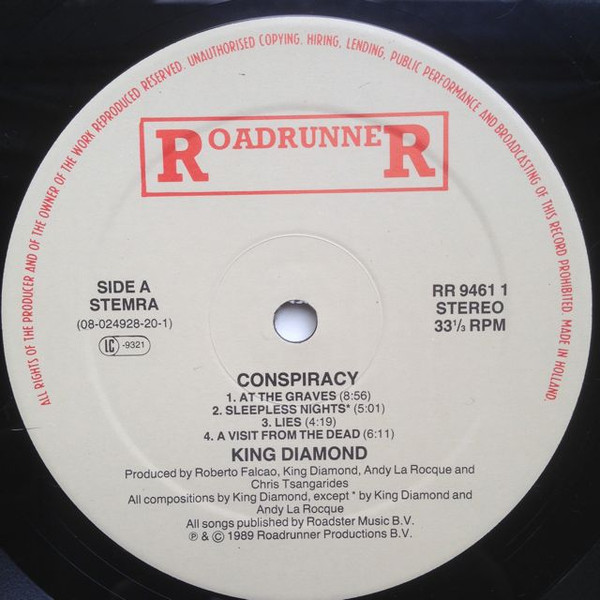 ALL RIGHTS OF THE PRODUCER AND OF THE OWNER OF THE WORK REPRODUCED RESERVED. UNAUTHORISED COPYING. HIRING, LENDING, PUBLIC PERFORMANCE AND BROADCASTING OF THIS RECORD PROHIBITED. MADE IN HOLLAND.
ROADRUNNER
SIDE A
STEMRA
(08-024928-20-1)
LC -9321
RR 9461 1
STEREO
33⅓ RPM
CONSPIRACY
1. AT THE GRAVES (8:56)
2. SLEEPLESS NIGHTS* (5:01)
3. LIES (4:19)
4. A VISIT FROM THE DEAD (6:11)
KING DIAMOND
Produced by Roberto Falcao, King Diamond, Andy La Rocque and
Chris Tsangarides
All compositions by King Diamond, except * by King Diamond and
Andy La Rocque
All songs published by Roadster Music B.V.
℗ & © 1989 Roadrunner Productions B.V.